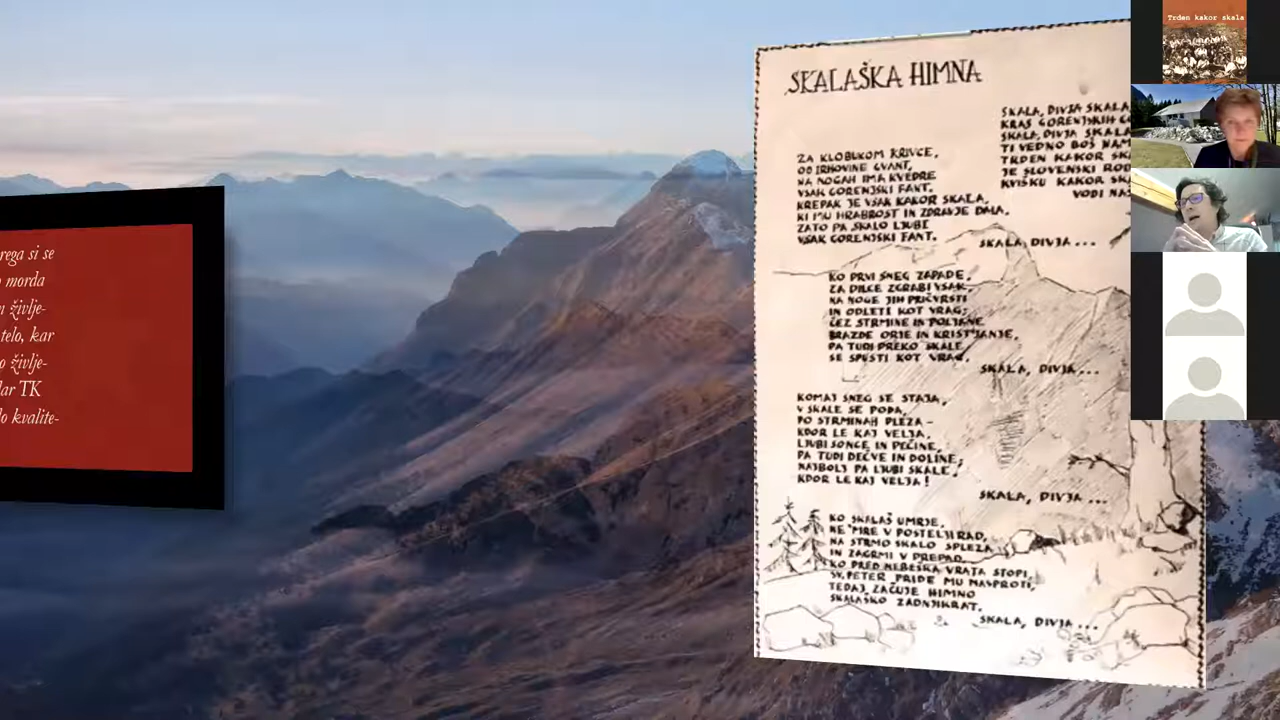 rega si se
morda
življe-
telo, kar
o življe-
dar TK
do kvalite-
SKALAŠKA HIMNA
ZA KLOBUKOM KRIVCE,
OD IRHOVINE GVANT,
NA NOGAH IMA KVEDRE
VSAK GORENJSKI FANT.
KREPAK JE VSAK KAKOR SKALA,
KI MU HRABROST IN ZDRAVJE DALA,
ZATO PA SKALO LJUBI
VSAK GORENJSKI FANT.
SKALA, DIVJA...
SKALA, DIVJA SKALA
KRAS GORENJSKIH
SKALA, DIVJA SKALA
TI VEDNO BOŠ NAM
TRDEN KAKOR
JE SLOVENSKI ROD
KVIŠKU KAKOR
VODI
KO PRVI SNEG ZAPADE,
ZA DILCE ZGRABI VSAK,
NA NOGE JIH PRIČVRSTI
IN ODLETI KOT VRAG;
ČEZ STRMINE IN POLJANE
BRAZDE ORJE IN KRISTJANJE,
PA TUDI PREKO SKALE
SE SPUSTI KOT VRAG.
SKALA, DIVJA...
KOMAJ SNEG SE STAJA,
V SKALE SE PODA,
PO STRMINAH PLEZA –
KDOR LE KAJ VELJA.
LJUBI SONCE IN PEČINE,
PA TUDI DEČVE IN DOLINE,
NAJBOLJ PA LJUBI SKALE,
KDOR LE KAJ VELJA!
SKALA, DIVJA...
KO SKALAŠ UMRJE,
NE 'MRE V POSTELJI RAD,
NA STRMO SKALO SPLEZA
IN ZAGRMI V PREPAD.
KO PRED NEBEŠKA VRATA STOPI,
SV. PETER PRIDE MU NASPROTI,
TEDAJ ZAČUJE HIMNO
SKALAŠKO ZADNJIKRAT.
SKALA, DIVJA...
Trden kakor skala